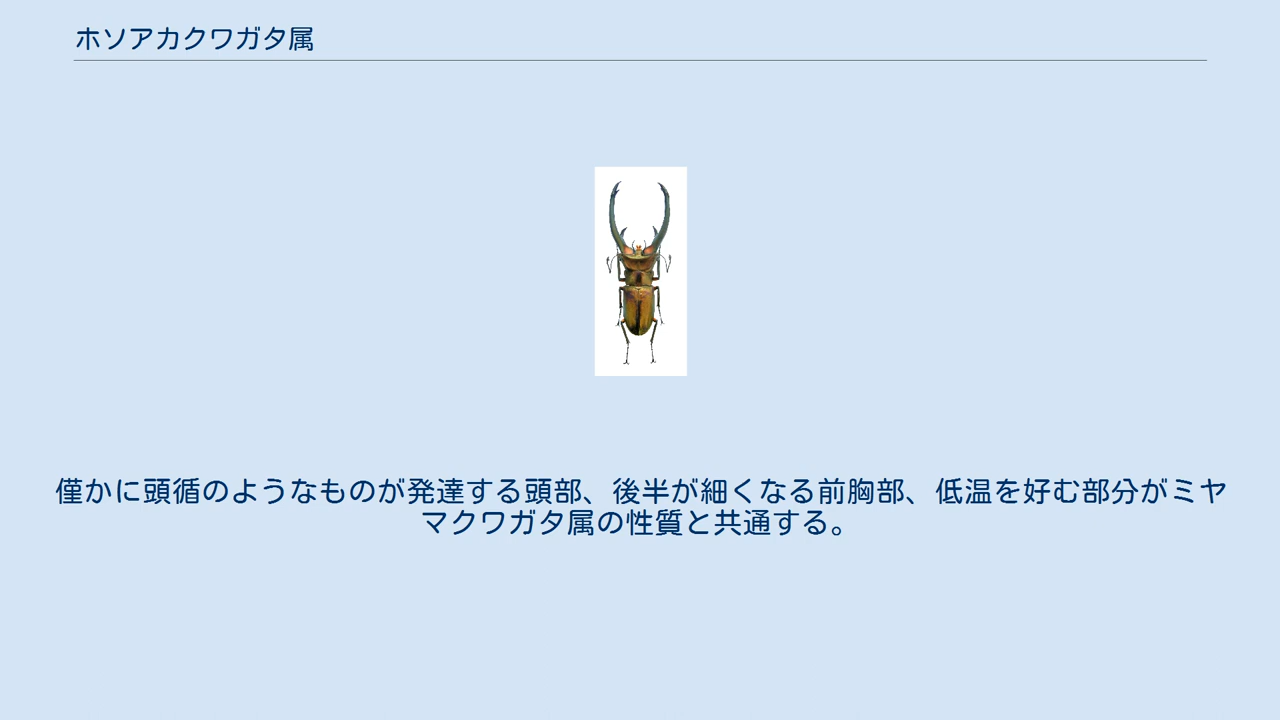 ホソアカクワガタ属
僅かに頭循のようなものが発達する頭部、後半が細くなる前胸部、低温を好む部分がミヤ
マクワガタ属の性質と共通する。